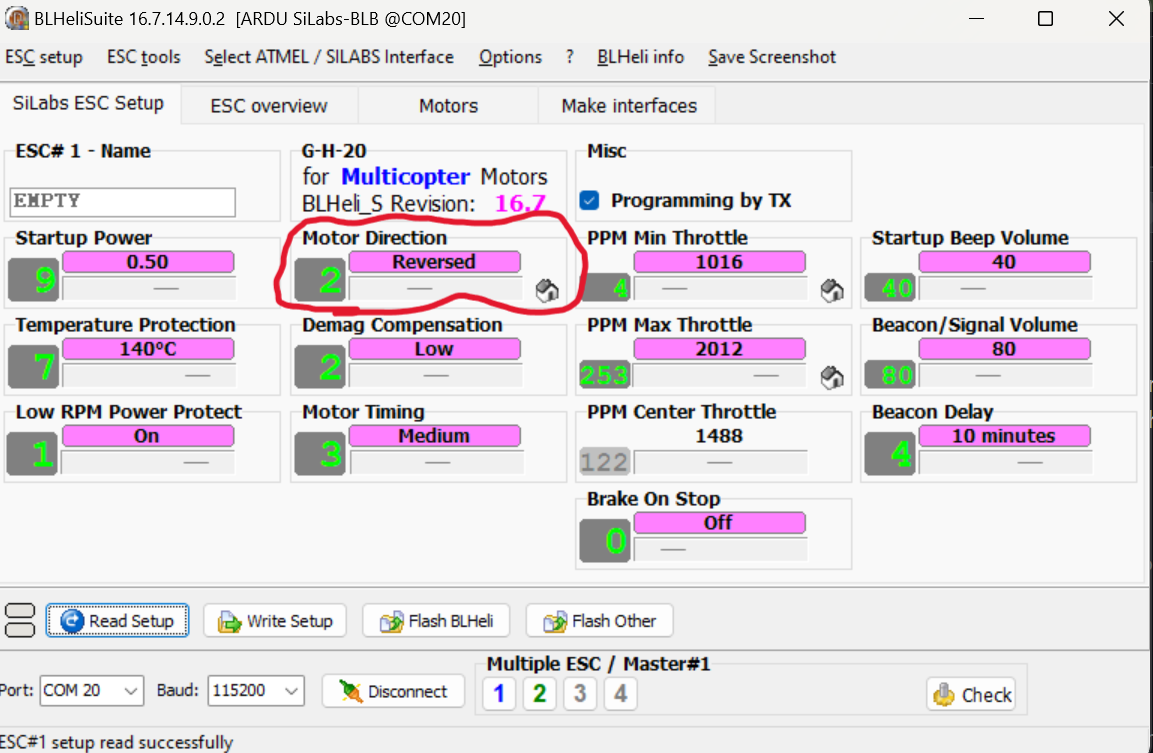 BLHeliSuite 16.7.14.9.0.2 [ARDU SiLabs-BLB @COM20]
ESC setup ESC tools Select ATMEL / SILABS Interface Options ? BLHeli info Save Screenshot
SiLabs ESC Setup ESC overview Motors Make interfaces
ESC# 1 - Name
EMPTY
G-H-20
for Multicopter Motors
BLHeli_S Revision: 16.7
Misc
Programming by TX
Startup Power
0.50
9
Motor Direction
Reversed
2
PPM Min Throttle
1016
4
Startup Beep Volume
40
40
Temperature Protection
140ºC
7
Demag Compensation
Low
2
PPM Max Throttle
2012
253
Beacon/Signal Volume
80
80
Low RPM Power Protect
On
1
Motor Timing
Medium
3
PPM Center Throttle
1488
122
Beacon Delay
10 minutes
4
Brake On Stop
Off
0
Read Setup Write Setup Flash BLHeli Flash Other
Port: COM 20 Baud: 115200 Disconnect
Multiple ESC / Master#1
1 2 3 4 Check
ESC#1 setup read successfully